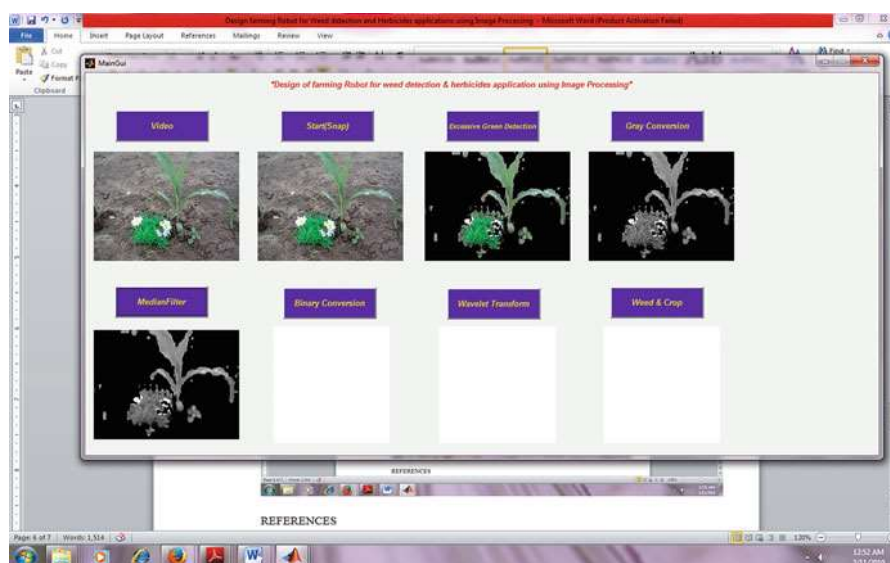 Design farming Robot for Weed detection and Herbicides applications using Image Processing - Microsoft Word (Product Activation Failed)
File Home Insert Page Layout References Mailings Review View
Cut
Copy
Paste
Format
Clipboard
Find
MainGui
"Design of farming Robot for weed detection & herbicides application using Image Processing"
Video Start(Snap) Excessive Green Detection Gray Conversion
MedianFilter Binary Conversion Wavelet Transform Weed & Crop
REFERENCES
REFERENCES
Page: 6 of 7 Words: 1,514 120%
12:52 AM